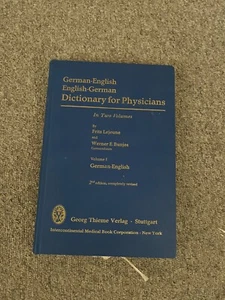 German-English
English-German
Dictionary for Physicians
In Two Volumes
by
Fritz Lejeune
and
Werner E. Bunjes
Volume I
German-English
2nd edition, completely revised
Georg Thieme Verlag · Stuttgart
Intercontinental Medical Book Corporation · New York